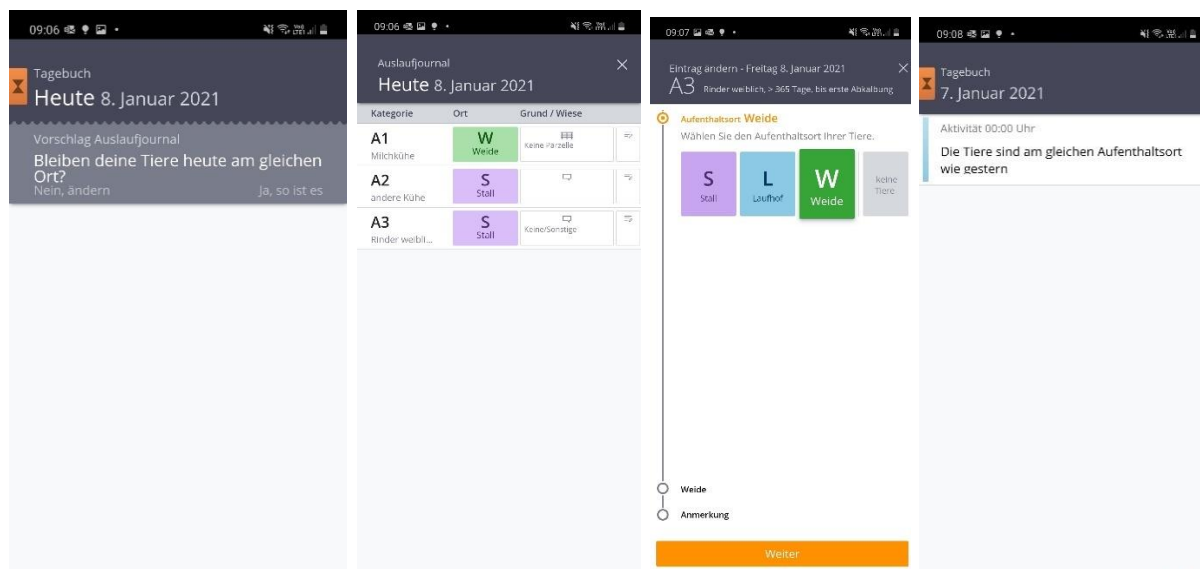 09:06
Tagebuch
Heute 8. Januar 2021
Vorschlag Auslaufjournal
Bleiben deine Tiere heute am gleichen
Ort?
Nein, ändern
Ja, so ist es
09:06
Auslaufjournal
Heute 8. Januar 2021
Kategorie Ort Grund / Wiese
A1 W
Milchkühe Weide Keine Parzelle
A2 S
andere Kühe Stall
A3 S
Rinder weibli... Stall Keine/Sonstige
09:07
Eintrag ändern - Freitag 8. Januar 2021
A3 Rinder weiblich, > 365 Tage, bis erste Abkalbung
Aufenthaltsort Weide
Wählen Sie den Aufenthaltsort Ihrer Tiere.
S L W keine
Stall Laufhof Weide Tiere
Weide
Anmerkung
Weiter
09:08
Tagebuch
7. Januar 2021
Aktivität 00:00 Uhr
Die Tiere sind am gleichen Aufenthaltsort
wie gestern